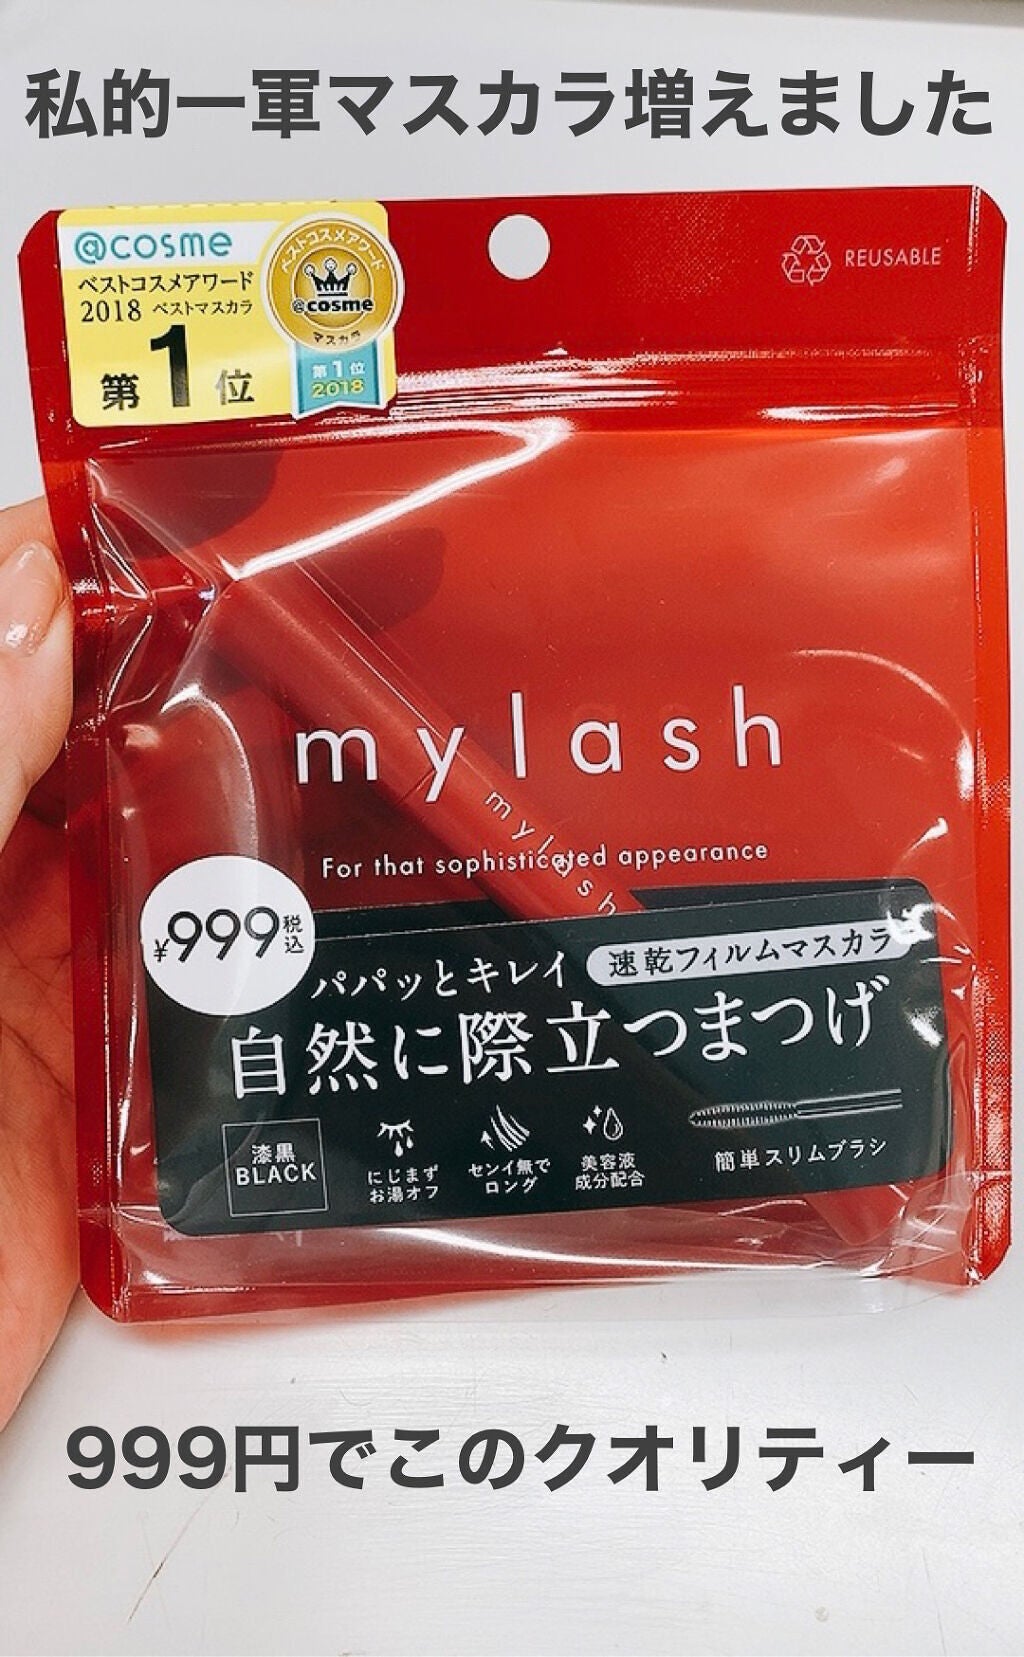 私的一軍マスカラ増えました
@cosme
ベストコスメアワード
2018 ベストマスカラ
第1位
ベストコスメアワード
@cosme
マスカラ
第1位
2018
REUSABLE
mylash
mylash
For that sophisticated appearance
¥999税込
パパッとキレイ 速乾フィルムマスカラ
自然に際立つまつげ
漆黒
BLACK
にじまず
お湯オフ
センイ無で
ロング
美容液
成分配合
簡単スリムブラシ
999円でこのクオリティー